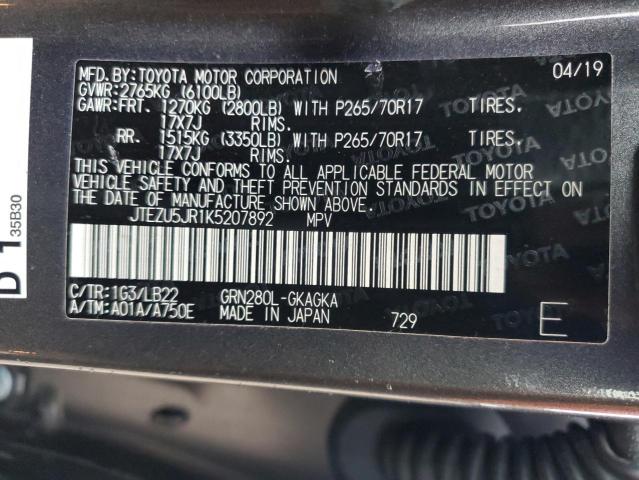 MFD.BY:TOYOTA MOTOR CORPORATION 04/19
GVWR:2765KG (6100LB)
GAWR:FRT. 1270KG (2800LB) WITH P265/70R17 TIRES.
17X7J RIMS.
RR. 1515KG (3350LB) WITH P265/70R17 TIRES.
17X7J RIMS.
THIS VEHICLE CONFORMS TO ALL APPLICABLE FEDERAL MOTOR
VEHICLE SAFETY AND THEFT PREVENTION STANDARDS IN EFFECT ON
THE DATE OF MANUFACTURE SHOWN ABOVE.
JTEZU5JR1K5207892 MPV
C/TR:1G3/LB22 GRN280L-GKAGKA
A/TM:A01A/A750E MADE IN JAPAN 729 E
D 1
35B30